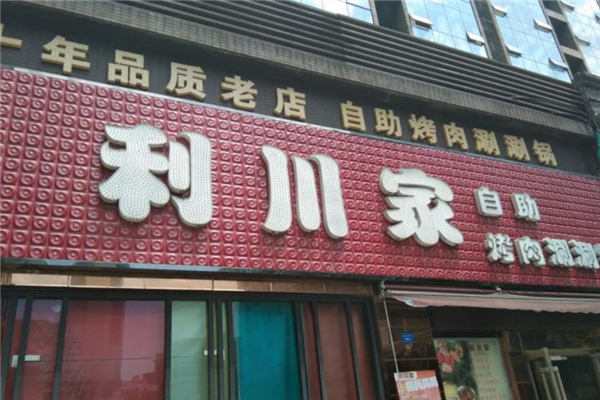 十年品质老店 自助烤肉涮涮锅
利川家 自助
烤肉涮涮